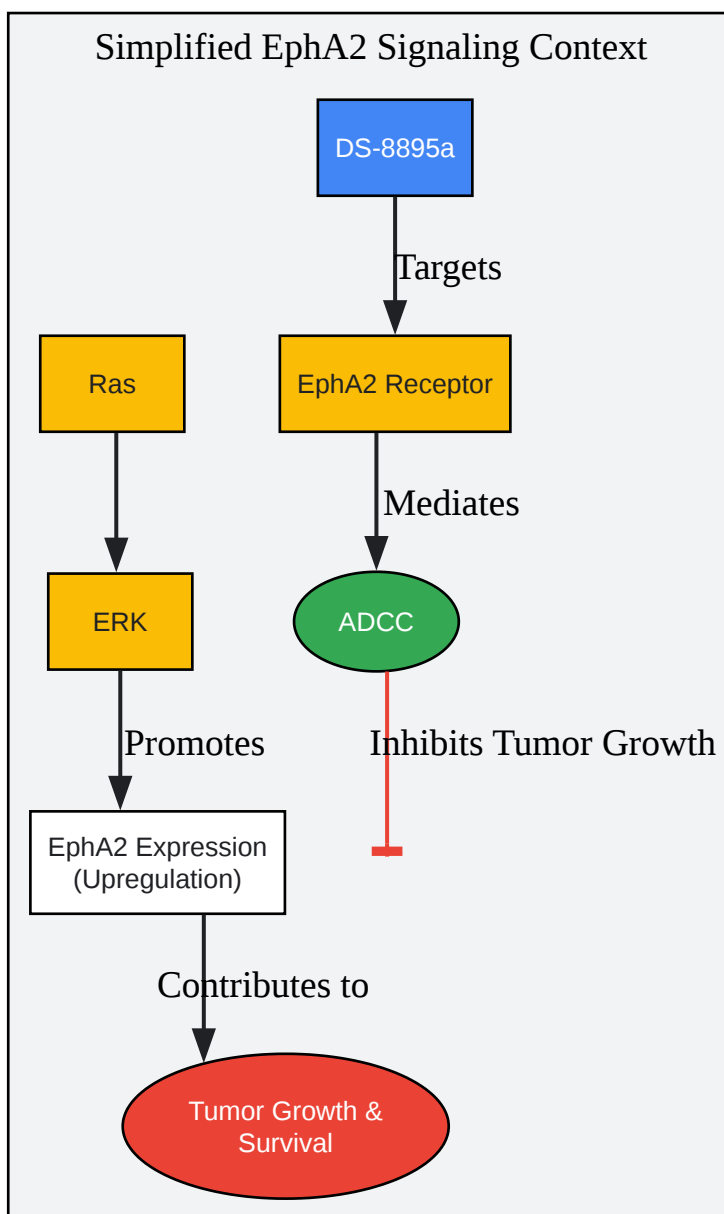 Simplified EphA2 Signaling Context
DS-8895a
Targets
Ras
EphA2 Receptor
Mediates
ERK
ADCC
Promotes
Inhibits Tumor Growth
EphA2 Expression
(Upregulation)
Contributes to
Tumor Growth &
Survival